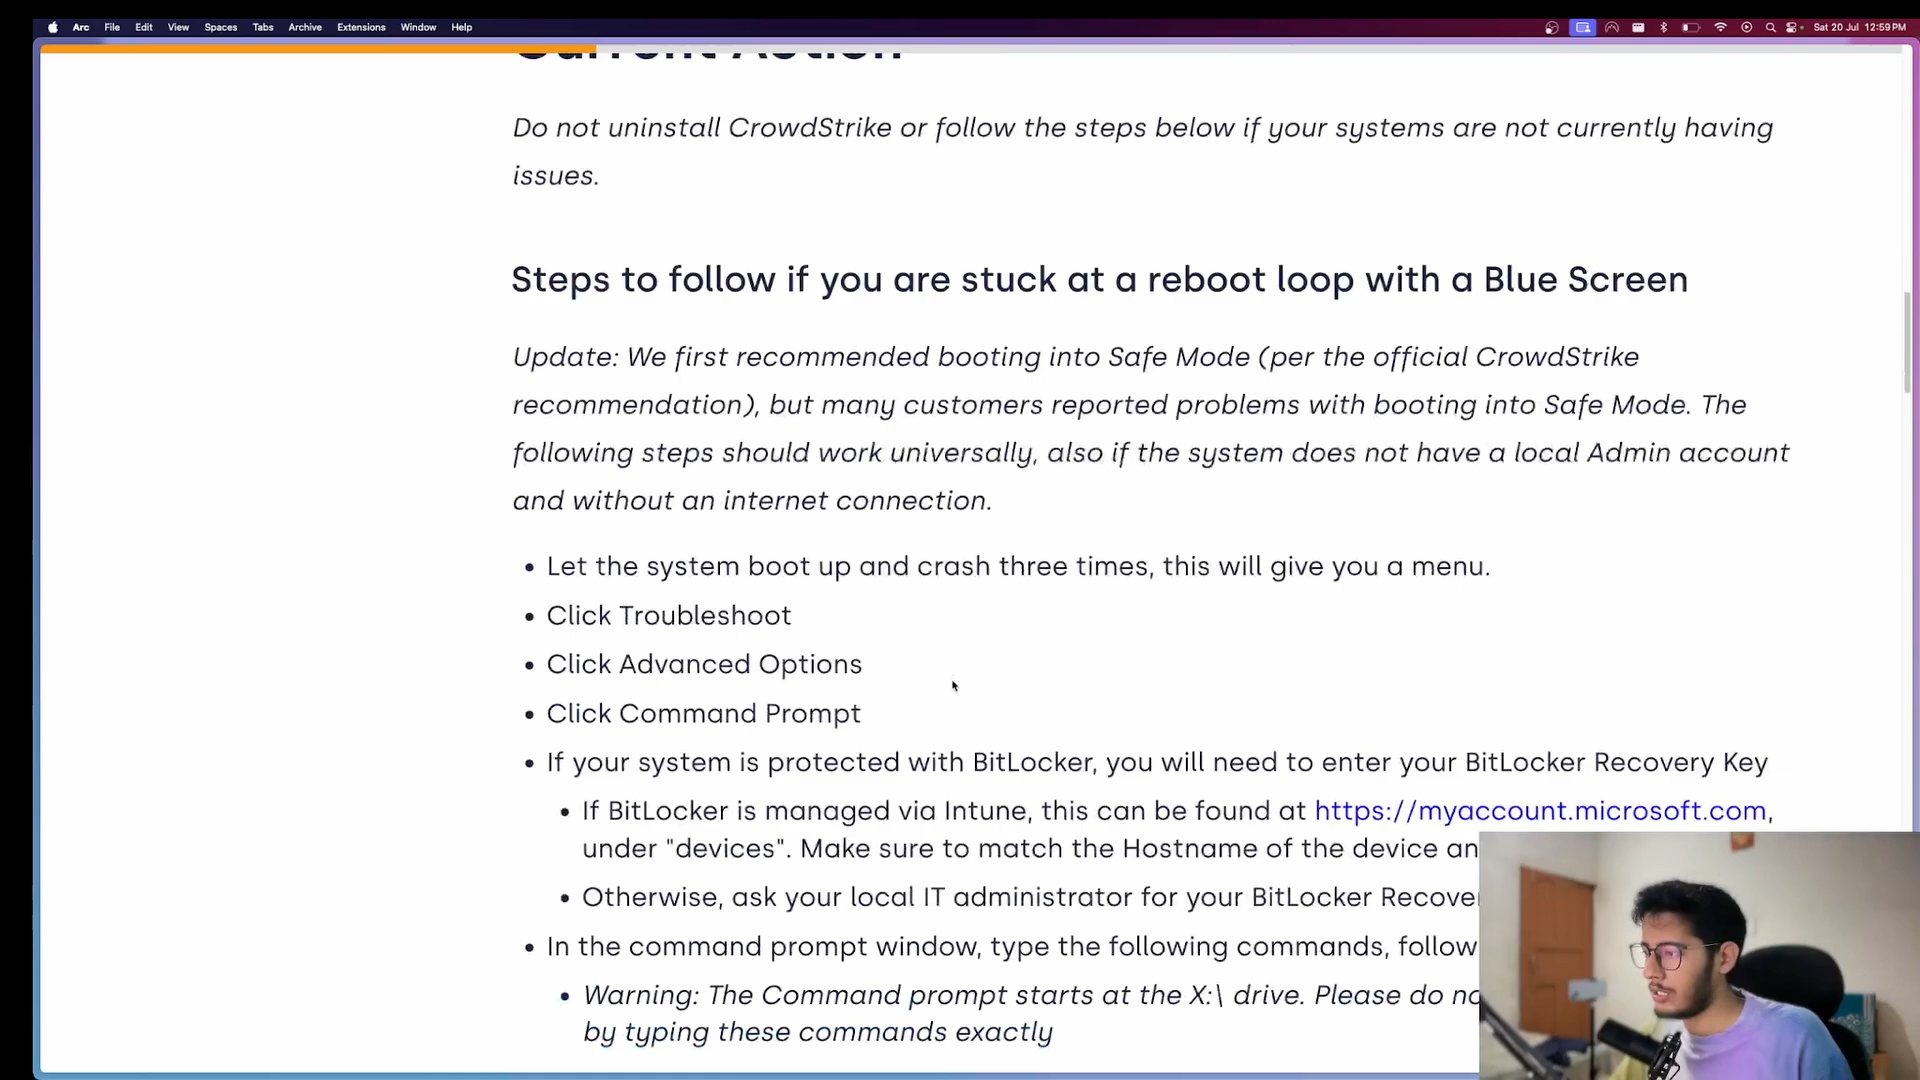 Arc File Edit View Spaces Tabs Archive Extensions Window Help Sat 20 Jul 12:59 PM
Current Action
Do not uninstall CrowdStrike or follow the steps below if your systems are not currently having
issues.
Steps to follow if you are stuck at a reboot loop with a Blue Screen
Update: We first recommended booting into Safe Mode (per the official CrowdStrike
recommendation), but many customers reported problems with booting into Safe Mode. The
following steps should work universally, also if the system does not have a local Admin account
and without an internet connection.
• Let the system boot up and crash three times, this will give you a menu.
• Click Troubleshoot
• Click Advanced Options
• Click Command Prompt
• If your system is protected with BitLocker, you will need to enter your BitLocker Recovery Key
• If BitLocker is managed via Intune, this can be found at https://myaccount.microsoft.com,
under "devices". Make sure to match the Hostname of the device an
• Otherwise, ask your local IT administrator for your BitLocker Recove
• In the command prompt window, type the following commands, follow
• Warning: The Command prompt starts at the X:\ drive. Please do no
by typing these commands exactly